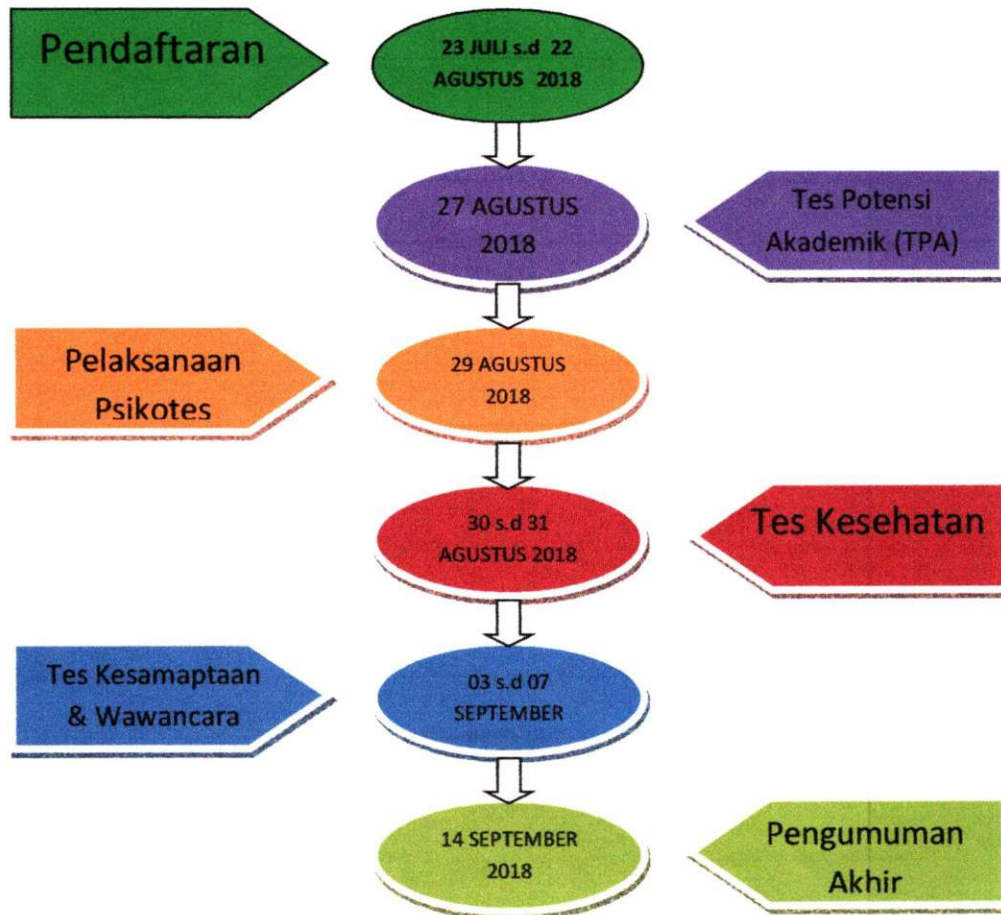 Pendaftaran
23 JULI s.d 22
AGUSTUS 2018
27 AGUSTUS
2018
Tes Potensi
Akademik (TPA)
Pelaksanaan
Psikotes
29 AGUSTUS
2018
30 s.d 31
AGUSTUS 2018
Tes Kesehatan
Tes Kesamaptaan
& Wawancara
03 s.d 07
SEPTEMBER
14 SEPTEMBER
2018
Pengumuman
Akhir